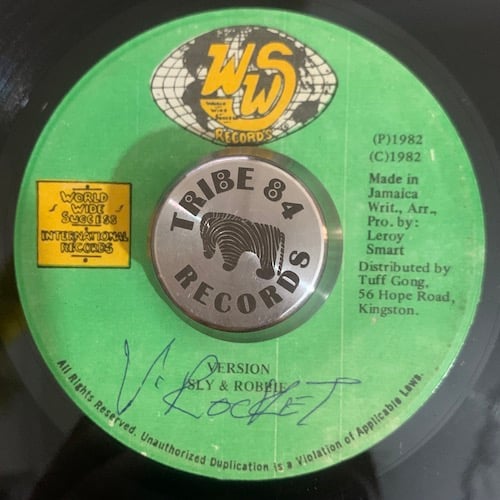 WWS
WORLD
WIDE
SUCCESS
RECORDS
(P)1982
(C)1982
Made in
Jamaica
Writ., Arr.,
Pro. by:
Leroy
Smart
Distributed by
Tuff Gong,
56 Hope Road,
Kingston.
WORLD
WIDE
SUCCESS
INTERNATIONAL
RECORDS
TRIBE 84
RECORDS
VERSION
SLY & ROBBIE
V. ROCKET
All Rights Reserved. Unauthorized Duplication is a Violation of Applicable Laws.